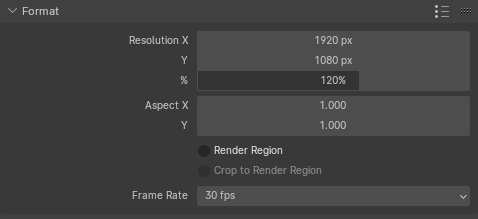 Format
Resolution X 1920 px
Y 1080 px
% 120%
Aspect X 1.000
Y 1.000
Render Region
Crop to Render Region
Frame Rate 30 fps